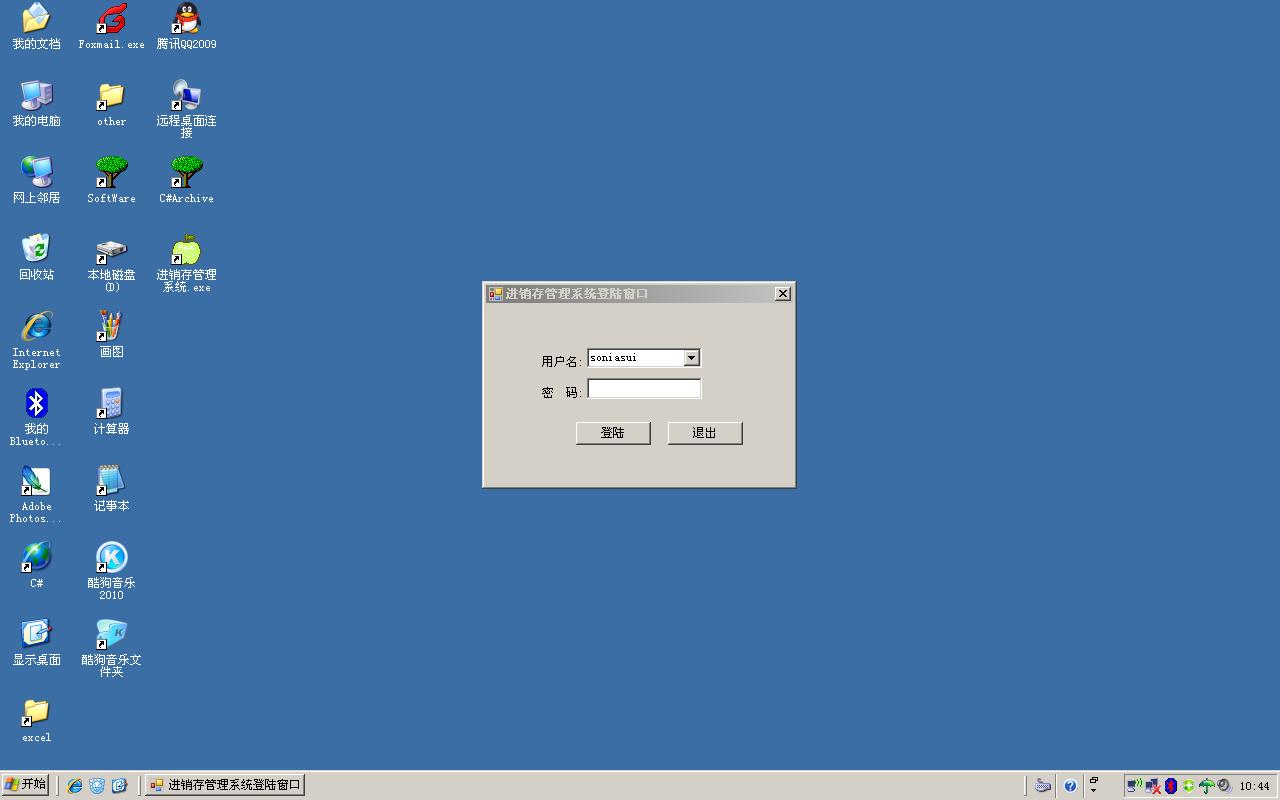 我的文档
Foxmail.exe
腾讯QQ2009
我的电脑
other
远程桌面连
接
网上邻居
SoftWare
C#Archive
回收站
本地磁盘
(D)
进销存管理
系统.exe
Internet
Explorer
画图
我的
Blueto...
计算器
Adobe
Photos...
记事本
C#
酷狗音乐
2010
显示桌面
酷狗音乐文
件夹
excel
进销存管理系统登陆窗口
用户名: soniasui
密 码:
登陆
退出
开始
进销存管理系统登陆窗口
10:44